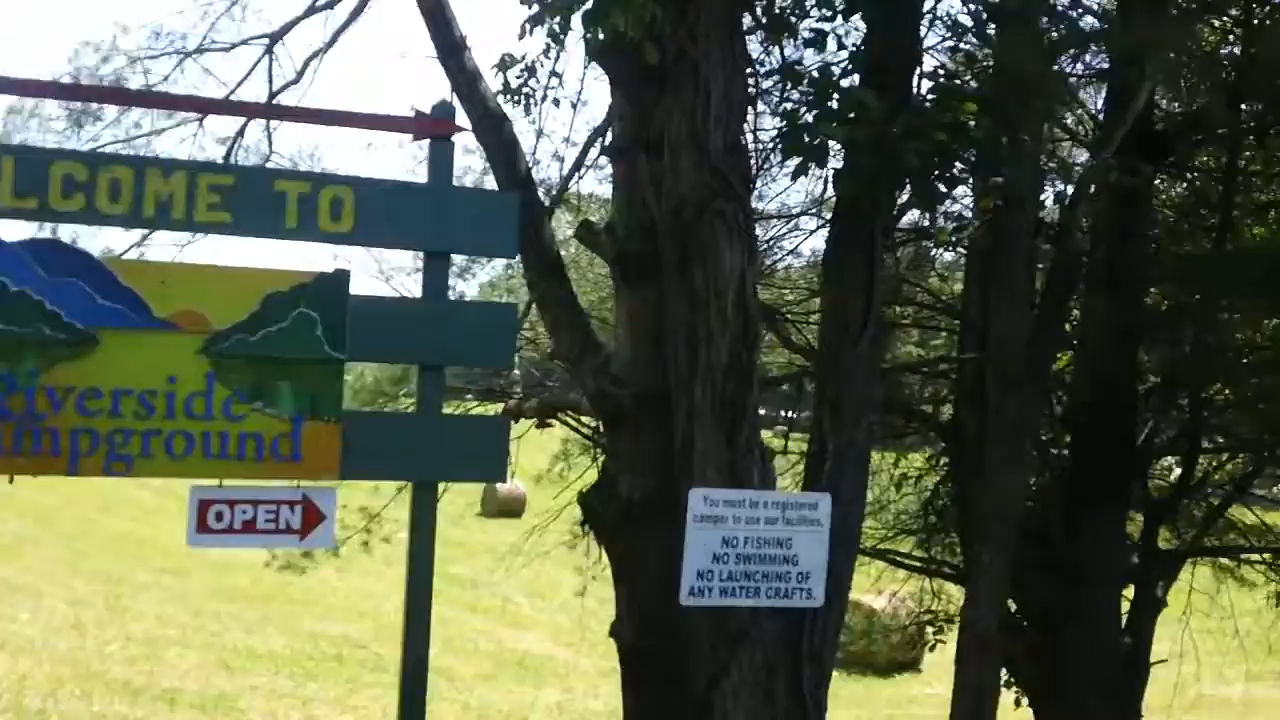 LCOME TO
Riverside
mpground
OPEN
You must be a registered
camper to use our facilities.
NO FISHING
NO SWIMMING
NO LAUNCHING OF
ANY WATER CRAFTS.